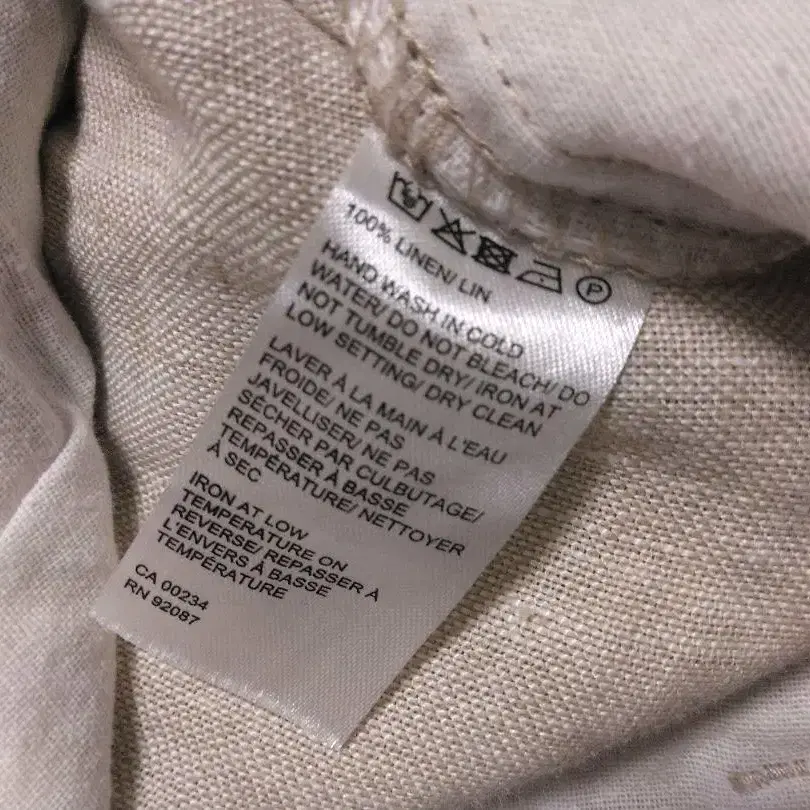 P
100% LINEN/ LIN
HAND WASH IN COLD
WATER/ DO NOT BLEACH/ DO
NOT TUMBLE DRY/ IRON AT
LOW SETTING/ DRY CLEAN
LAVER À LA MAIN À L'EAU
FROIDE/ NE PAS
JAVELLISER/ NE PAS
SÉCHER PAR CULBUTAGE/
REPASSER À BASSE
TEMPÉRATURE/ NETTOYER
À SEC
IRON AT LOW
TEMPERATURE ON
REVERSE/ REPASSER À
L'ENVERS À BASSE
TEMPÉRATURE
CA 00234
RN 92087